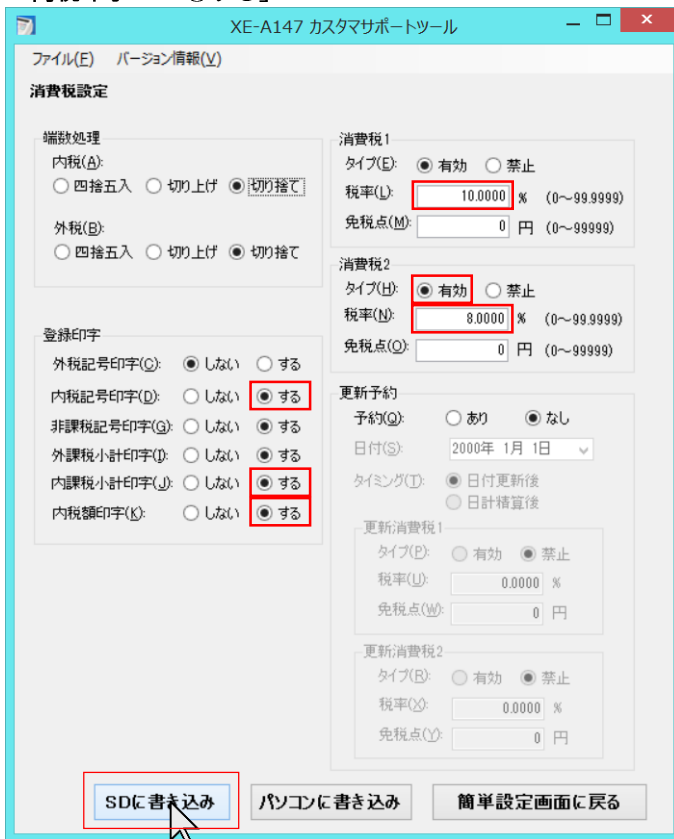 XE-A147 カスタマサポートツール
ファイル(F) バージョン情報(V)
消費税設定
端数処理
内税(A):
四捨五入 切り上げ 切り捨て
外税(B):
四捨五入 切り上げ 切り捨て
登録印字
外税記号印字(C): しない する
内税記号印字(D): しない する
非課税記号印字(G): しない する
外課税小計印字(I): しない する
内課税小計印字(J): しない する
内税額印字(K): しない する
消費税1
タイプ(E): 有効 禁止
税率(L): 10.0000 % (0～99.9999)
免税点(M): 0 円 (0～99999)
消費税2
タイプ(H): 有効 禁止
税率(N): 8.0000 % (0～99.9999)
免税点(O): 0 円 (0～99999)
更新予約
予約(Q): あり なし
日付(S): 2000年 1月 1日
タイミング(T): 日付更新後
日計精算後
更新消費税1
タイプ(P): 有効 禁止
税率(U): 0.0000 %
免税点(W): 0 円
更新消費税2
タイプ(R): 有効 禁止
税率(X): 0.0000 %
免税点(Y): 0 円
SDに書き込み パソコンに書き込み 簡単設定画面に戻る